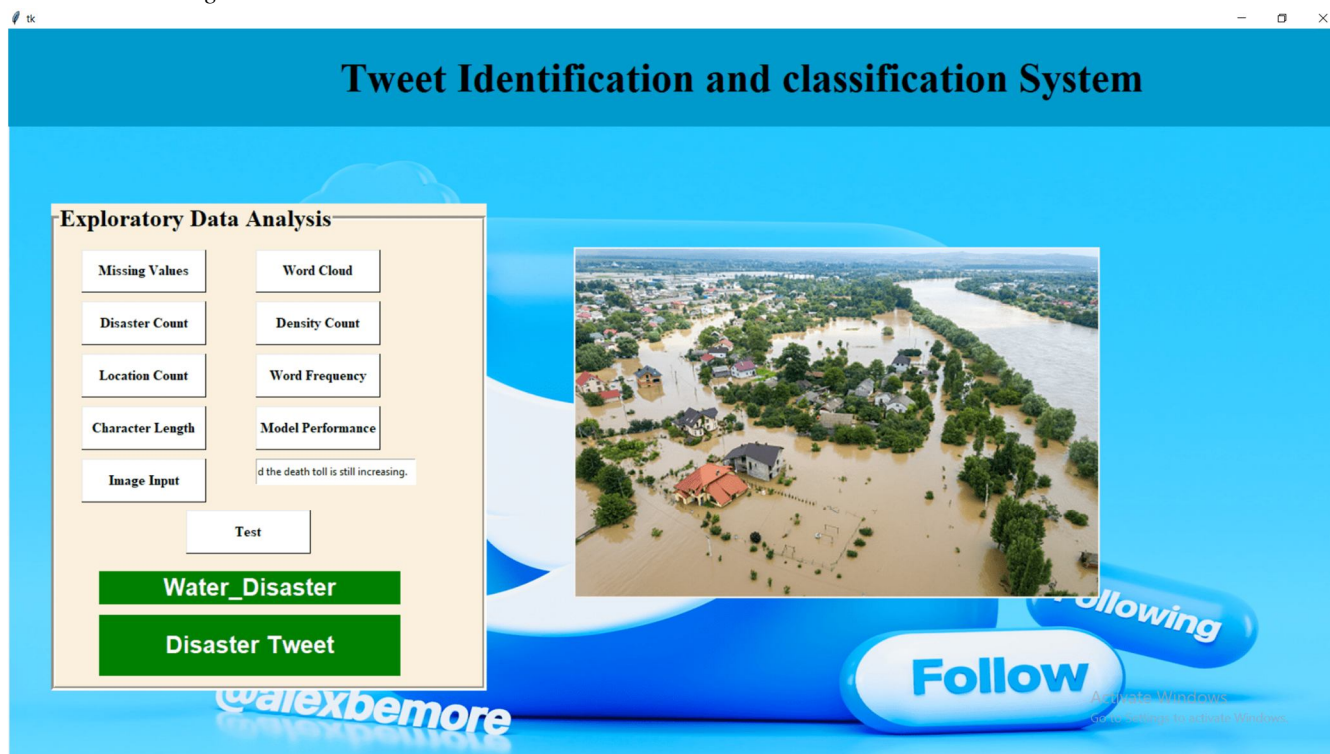 tk
Tweet Identification and classification System
Exploratory Data Analysis
Missing Values
Word Cloud
Disaster Count
Density Count
Location Count
Word Frequency
Character Length
Model Performance
Image Input
d the death toll is still increasing.
Test
Water_Disaster
Disaster Tweet
@alexbemore
Following
Follow
Activate Windows
Go to Settings to activate Windows.